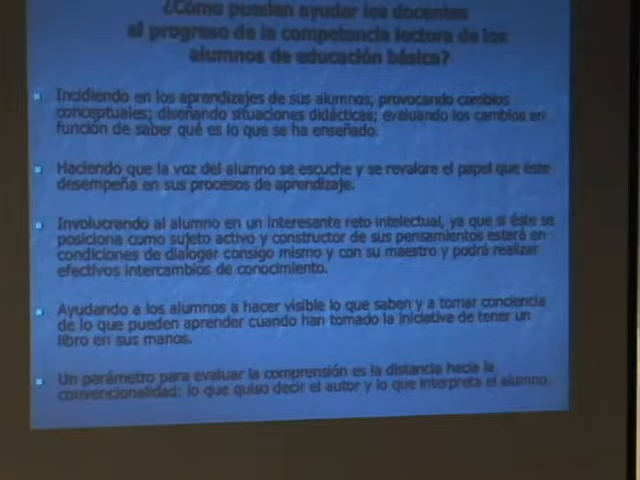 ¿Cómo pueden ayudar los docentes
al progreso de la competencia lectora de los
alumnos de educación básica?
Incidiendo en los aprendizajes de sus alumnos, provocando cambios
conceptuales; diseñando situaciones didácticas; evaluando los cambios en
función de saber qué es lo que se ha enseñado.
Haciendo que la voz del alumno se escuche y se revalore el papel que éste
desempeña en sus procesos de aprendizaje.
Involucrando al alumno en un interesante reto intelectual, ya que si éste se
posiciona como sujeto activo y constructor de sus pensamientos estará en
condiciones de dialogar consigo mismo y con su maestro y podrá realizar
efectivos intercambios de conocimiento.
Ayudando a los alumnos a hacer visible lo que saben y a tomar conciencia
de lo que pueden aprender cuando han tomado la iniciativa de tener un
libro en sus manos.
Un parámetro para evaluar la comprensión es la distancia hacia la
convencionalidad: lo que quiso decir el autor y lo que interpreta el alumno.